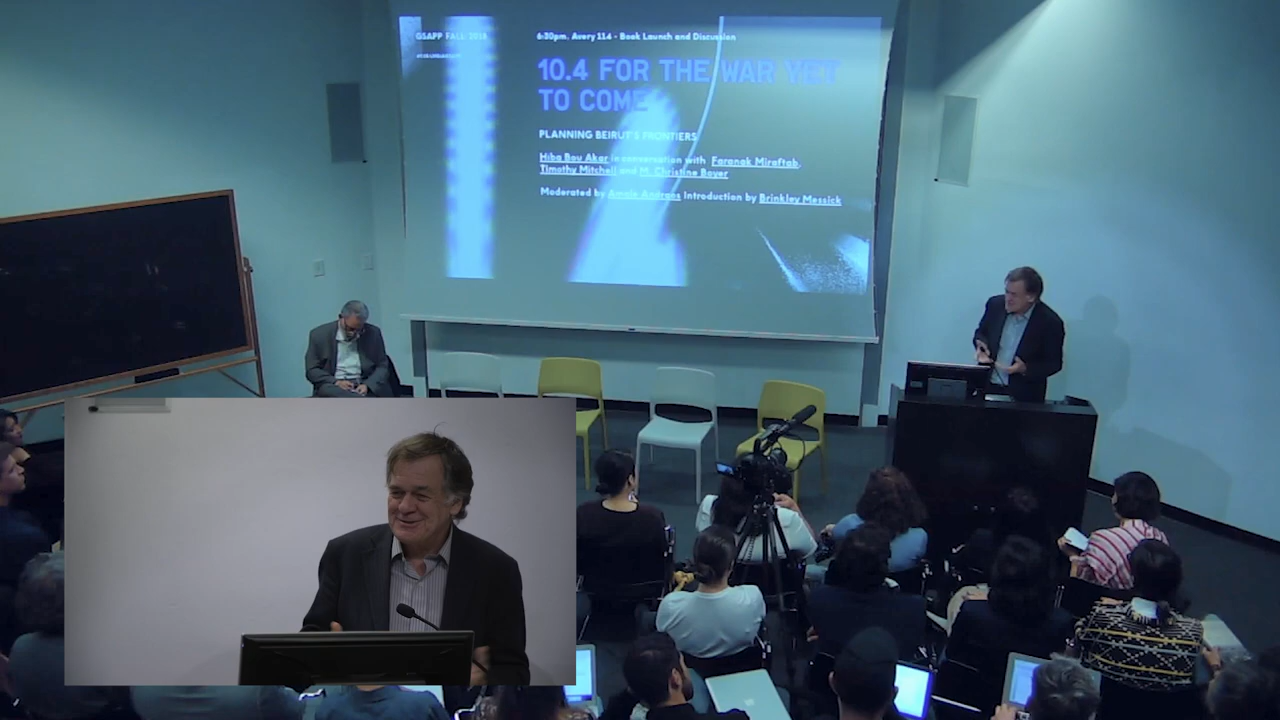 GSAPP FALL 2018
6:30pm, Avery 114 - Book Launch and Discussion
10.4 FOR THE WAR YET
TO COME
PLANNING BEIRUT'S FRONTIERS
Hiba Bou Akar in conversation with Faranak Miraftab,
Timothy Mitchell and M. Christine Boyer
Moderated by Amale Andraos Introduction by Brinkley Messick